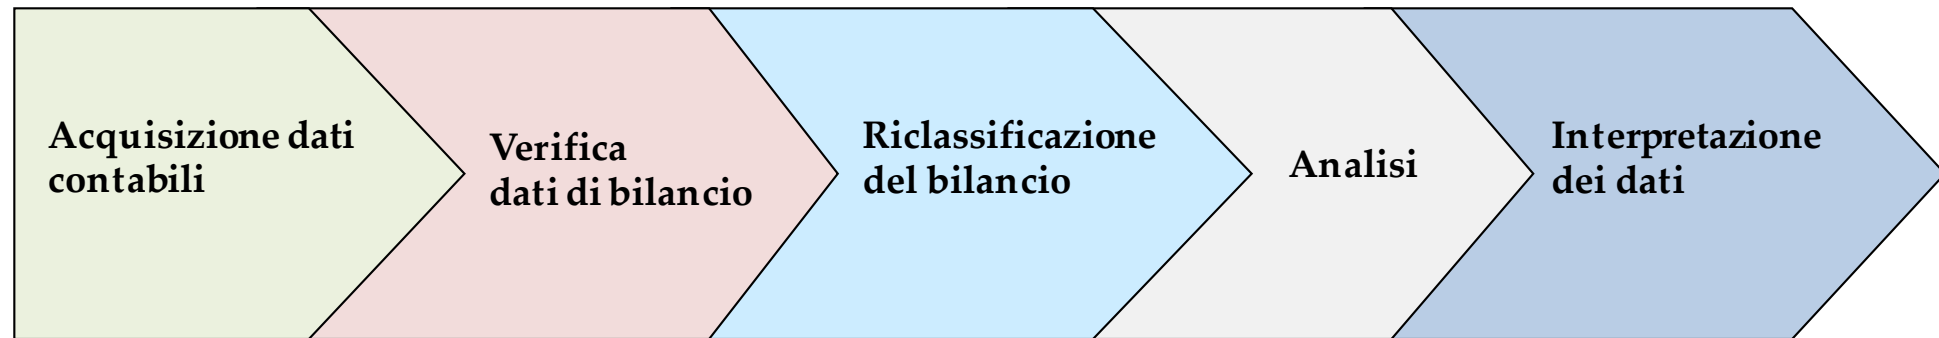 Acquisizione dati
contabili
Verifica
dati di bilancio
Riclassificazione
del bilancio
Analisi
Interpretazione
dei dati